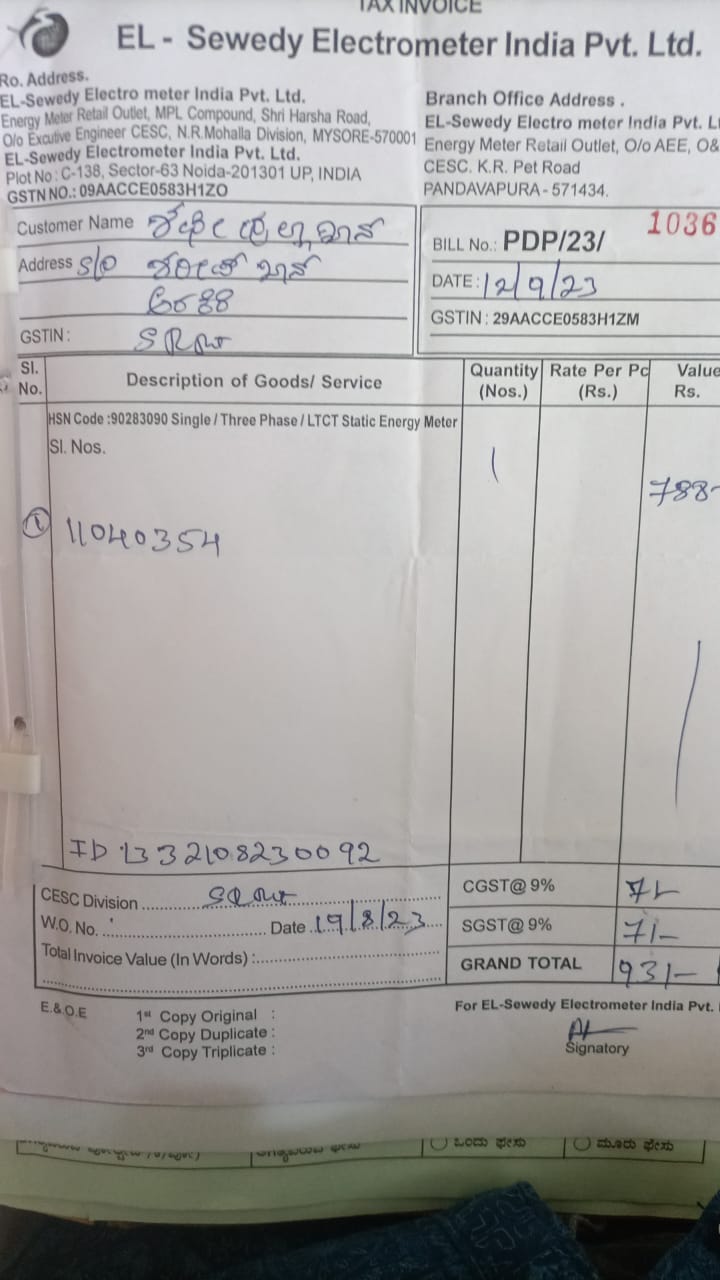 TAX INVOICE
EL - Sewedy Electrometer India Pvt. Ltd.
Ro. Address.
EL-Sewedy Electro meter India Pvt. Ltd.
Energy Meter Retail Outlet, MPL Compound, Shri Harsha Road,
O/o Excutive Engineer CESC, N.R.Mohalla Division, MYSORE-570001
EL-Sewedy Electrometer India Pvt. Ltd.
Plot No : C-138, Sector-63 Noida-201301 UP, INDIA
GSTN NO.: 09AACCE0583H1ZO
Branch Office Address .
EL-Sewedy Electro meter India Pvt. L
Energy Meter Retail Outlet, O/o AEE, O&
CESC. K.R. Pet Road
PANDAVAPURA - 571434.
Customer Name
Address S/o
GSTIN :
BILL No.: PDP/23/ 1036
DATE : 12/9/23
GSTIN : 29AACCE0583H1ZM
Sl. No. Description of Goods/ Service Quantity (Nos.) Rate Per Pc (Rs.) Value Rs.
HSN Code :90283090 Single / Three Phase / LTCT Static Energy Meter
Sl. Nos.
1
788-
1 11040354
ID 13321082300 92
CESC Division
W.O. No. Date 19/8/23
Total Invoice Value (In Words) :
CGST@ 9% 71-
SGST@ 9% 71-
GRAND TOTAL 931-
E.&.O.E
1st Copy Original :
2nd Copy Duplicate :
3rd Copy Triplicate :
For EL-Sewedy Electrometer India Pvt.
Signatory
ಒಂದು ಫೇಸು
ಮೂರು ಫೇಸು